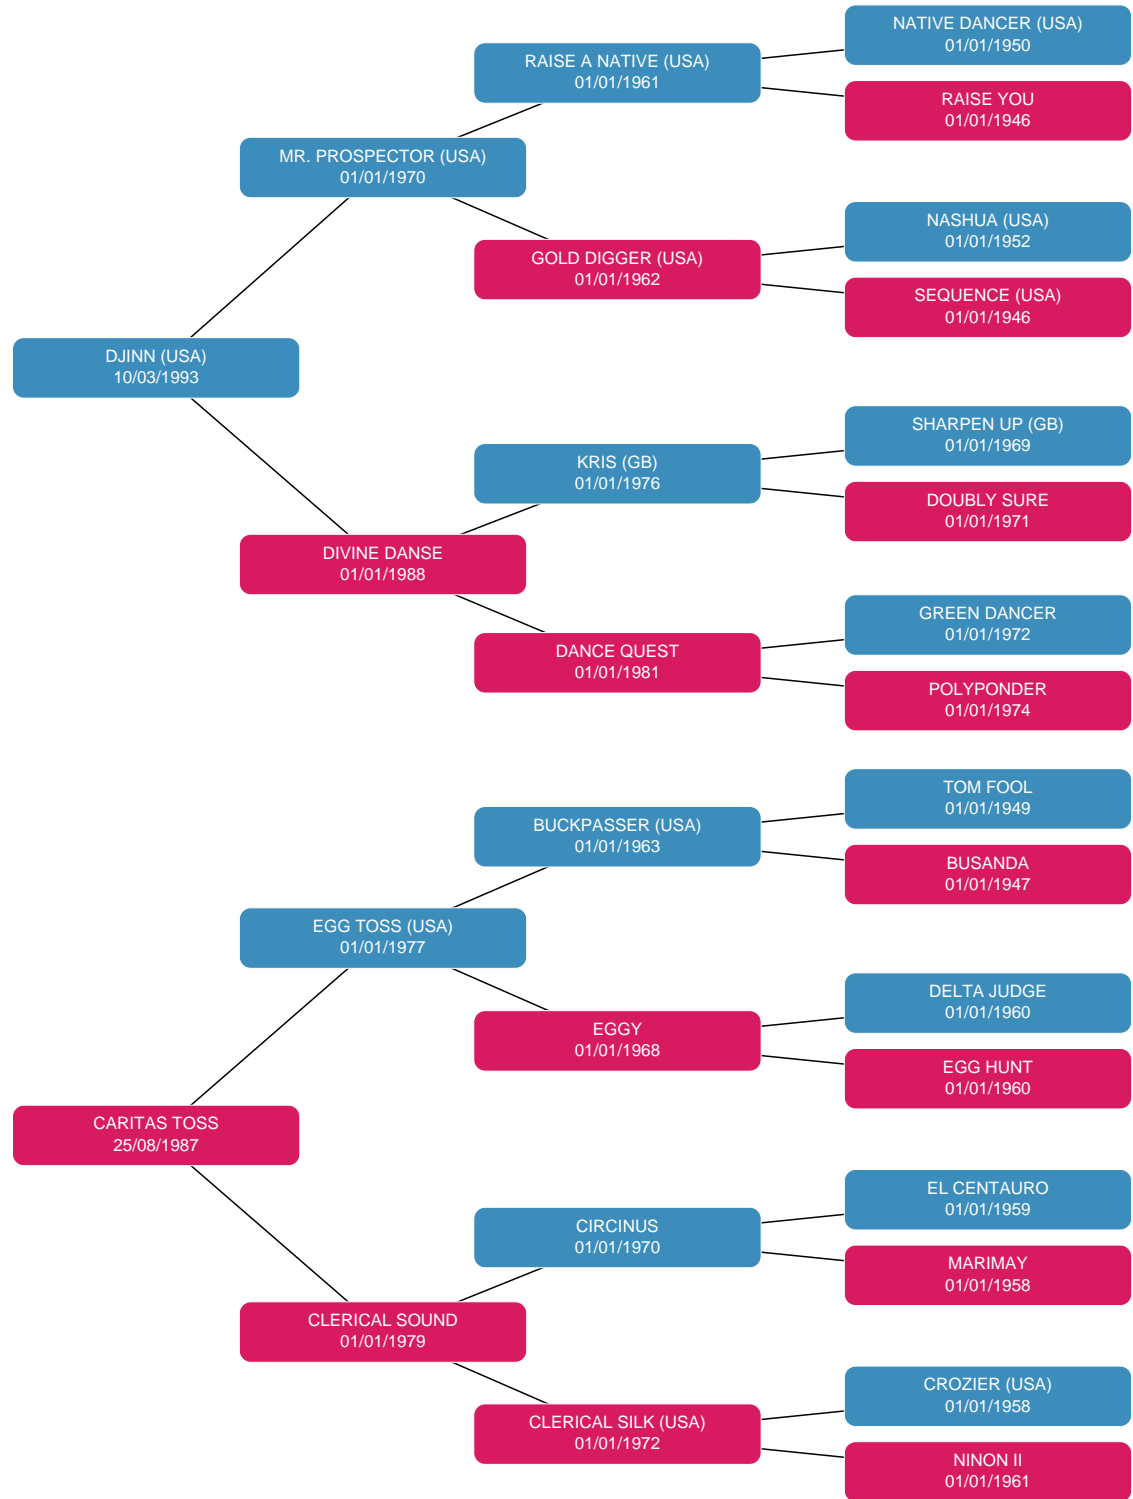 NATIVE DANCER (USA)
01/01/1950
RAISE A NATIVE (USA)
01/01/1961
RAISE YOU
01/01/1946
MR. PROSPECTOR (USA)
01/01/1970
NASHUA (USA)
01/01/1952
GOLD DIGGER (USA)
01/01/1962
SEQUENCE (USA)
01/01/1946
DJINN (USA)
10/03/1993
SHARPEN UP (GB)
01/01/1969
KRIS (GB)
01/01/1976
DOUBLY SURE
01/01/1971
DIVINE DANSE
01/01/1988
GREEN DANCER
01/01/1972
DANCE QUEST
01/01/1981
POLYPONDER
01/01/1974
TOM FOOL
01/01/1949
BUCKPASSER (USA)
01/01/1963
BUSANDA
01/01/1947
EGG TOSS (USA)
01/01/1977
DELTA JUDGE
01/01/1960
EGGY
01/01/1968
EGG HUNT
01/01/1960
CARITAS TOSS
25/08/1987
EL CENTAURO
01/01/1959
CIRCINUS
01/01/1970
MARIMAY
01/01/1958
CLERICAL SOUND
01/01/1979
CROZIER (USA)
01/01/1958
CLERICAL SILK (USA)
01/01/1972
NINON II
01/01/1961